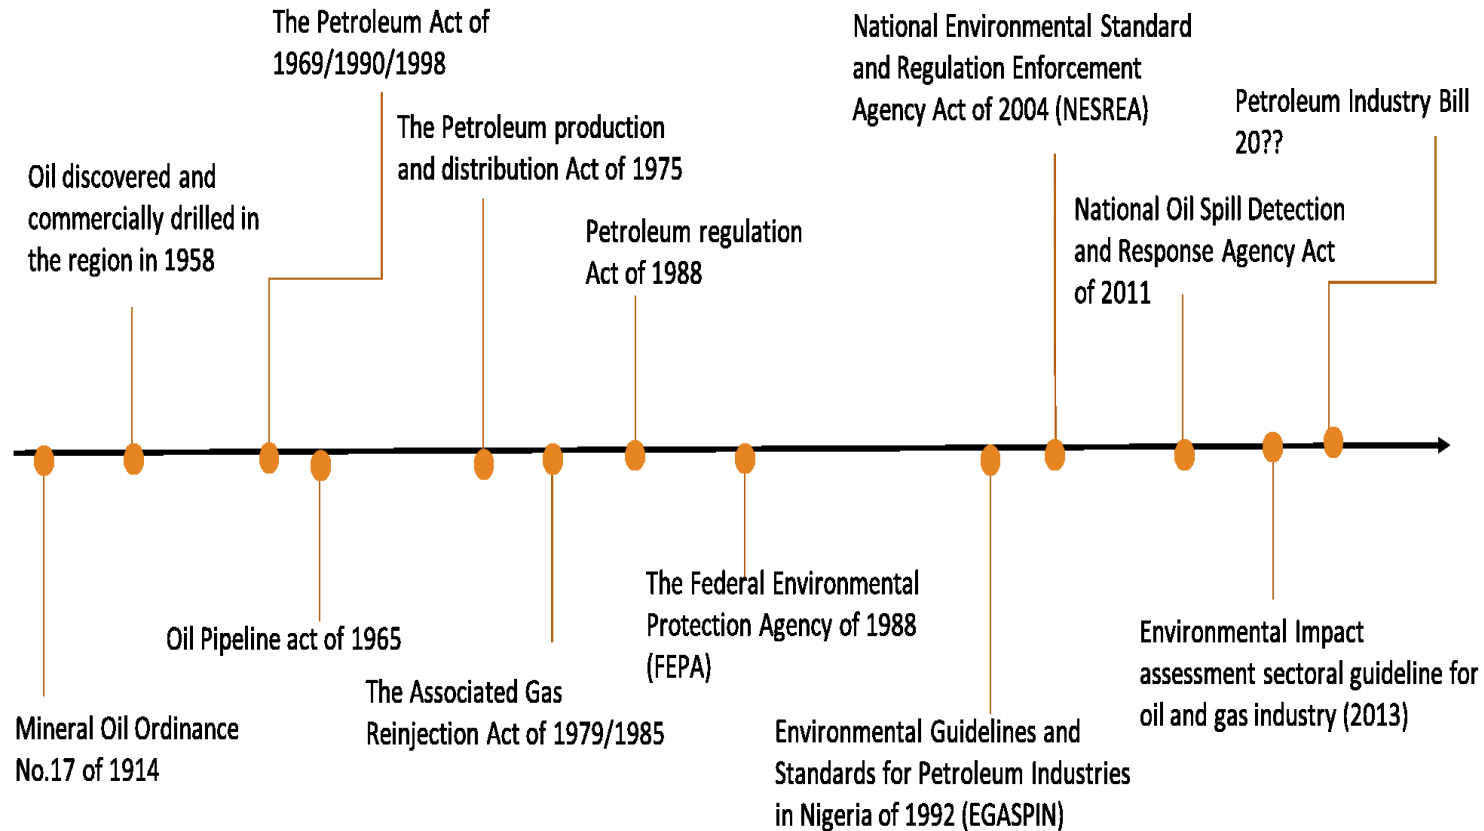 The Petroleum Act of
1969/1990/1998
National Environmental Standard
and Regulation Enforcement
Agency Act of 2004 (NESREA)
Petroleum Industry Bill
20??
The Petroleum production
and distribution Act of 1975
Oil discovered and
commercially drilled in
the region in 1958
Petroleum regulation
Act of 1988
National Oil Spill Detection
and Response Agency Act
of 2011
The Federal Environmental
Protection Agency of 1988
(FEPA)
Oil Pipeline act of 1965
Environmental Impact
assessment sectoral guideline for
oil and gas industry (2013)
The Associated Gas
Reinjection Act of 1979/1985
Mineral Oil Ordinance
No.17 of 1914
Environmental Guidelines and
Standards for Petroleum Industries
in Nigeria of 1992 (EGASPIN)